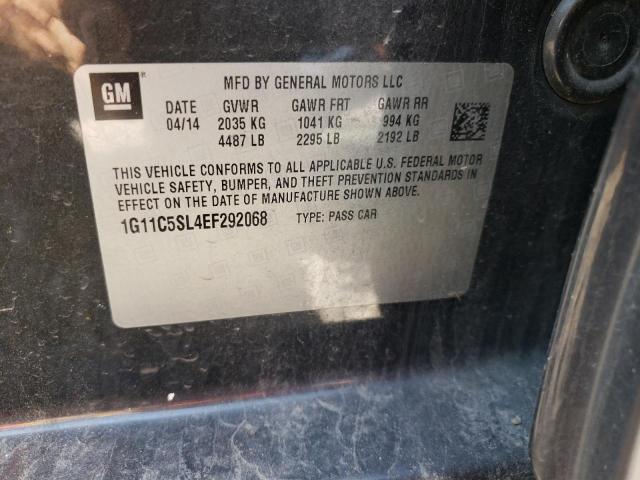 GM
MFD BY GENERAL MOTORS LLC
DATE GVWR GAWR FRT GAWR RR
04/14 2035 KG 1041 KG 994 KG
4487 LB 2295 LB 2192 LB
THIS VEHICLE CONFORMS TO ALL APPLICABLE U.S. FEDERAL MOTOR
VEHICLE SAFETY, BUMPER, AND THEFT PREVENTION STANDARDS IN
EFFECT ON THE DATE OF MANUFACTURE SHOWN ABOVE.
1G11C5SL4EF292068 TYPE: PASS CAR